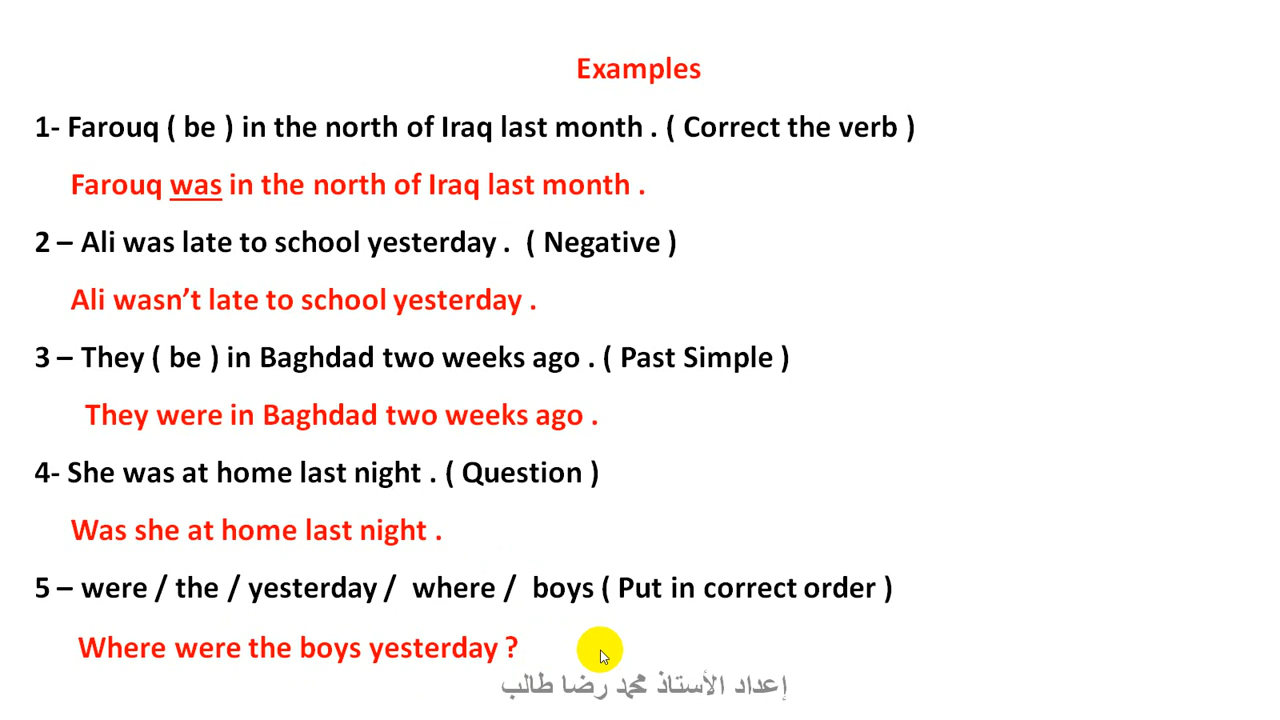 Examples
1- Farouq ( be ) in the north of Iraq last month . ( Correct the verb )
Farouq was in the north of Iraq last month .
2 – Ali was late to school yesterday .  ( Negative )
Ali wasn’t late to school yesterday .
3 – They ( be ) in Baghdad two weeks ago . ( Past Simple )
They were in Baghdad two weeks ago .
4- She was at home last night . ( Question )
Was she at home last night .
5 – were / the / yesterday /  where /  boys ( Put in correct order )
Where were the boys yesterday ?
إعداد الأستاذ محمد رضا طالب